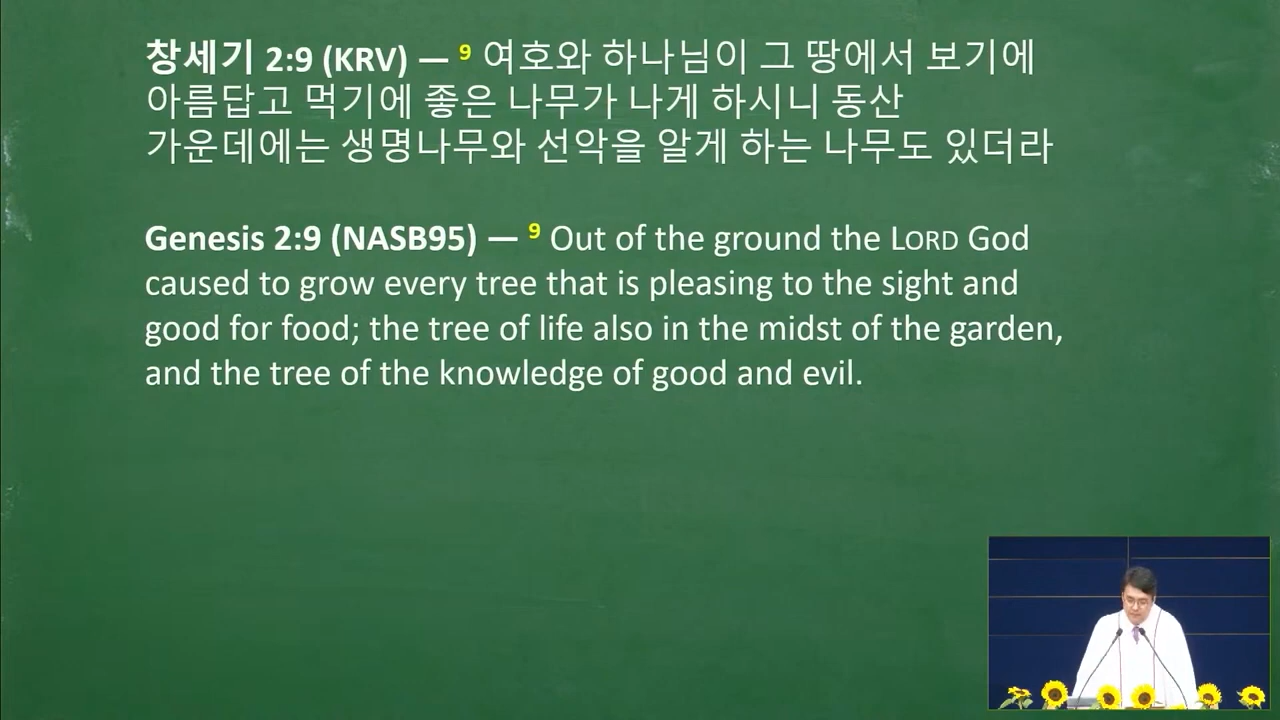 창세기 2:9 (KRV) — 9 여호와 하나님이 그 땅에서 보기에
아름답고 먹기에 좋은 나무가 나게 하시니 동산
가운데에는 생명나무와 선악을 알게 하는 나무도 있더라
Genesis 2:9 (NASB95) — 9 Out of the ground the LORD God
caused to grow every tree that is pleasing to the sight and
good for food; the tree of life also in the midst of the garden,
and the tree of the knowledge of good and evil.